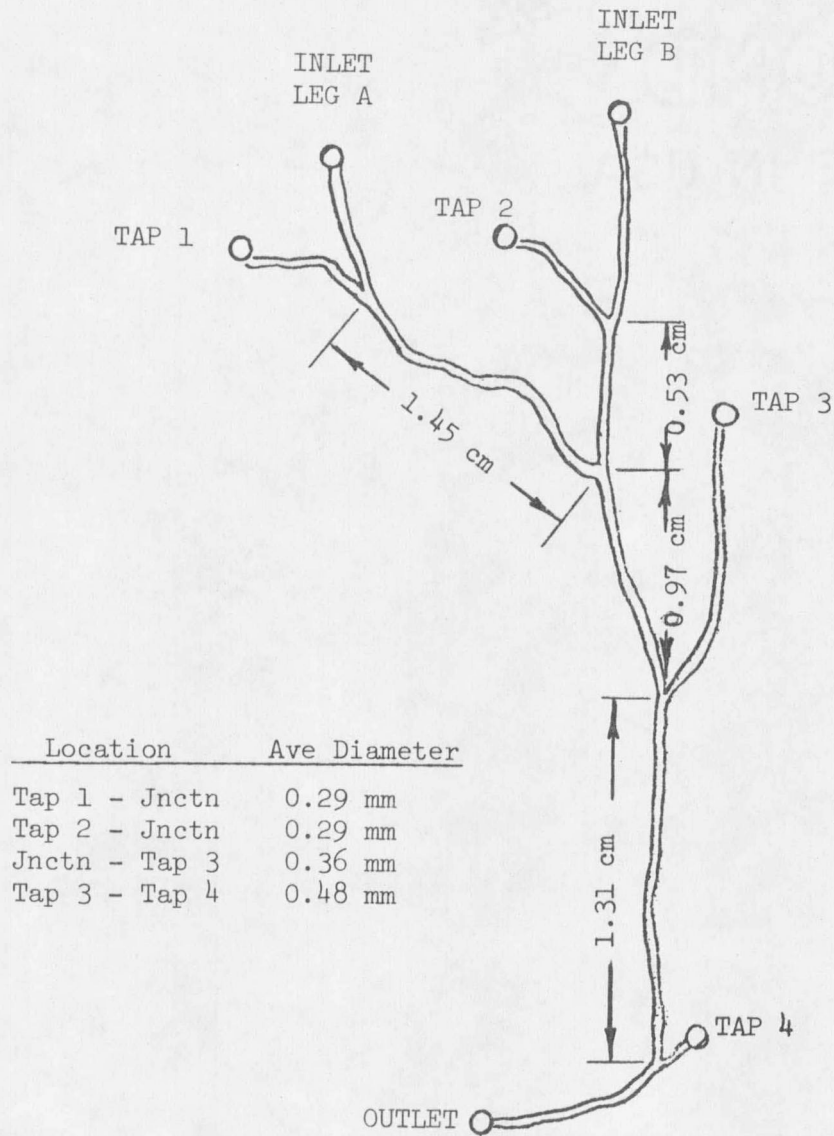 INLET
LEG B
INLET
LEG A
TAP 1
TAP 2
TAP 3
0.53 cm
1.45 cm
0.97 cm
Location Ave Diameter
Tap 1 - Jnctn 0.29 mm
Tap 2 - Jnctn 0.29 mm
Jnctn - Tap 3 0.36 mm
Tap 3 - Tap 4 0.48 mm
1.31 cm
TAP 4
OUTLET